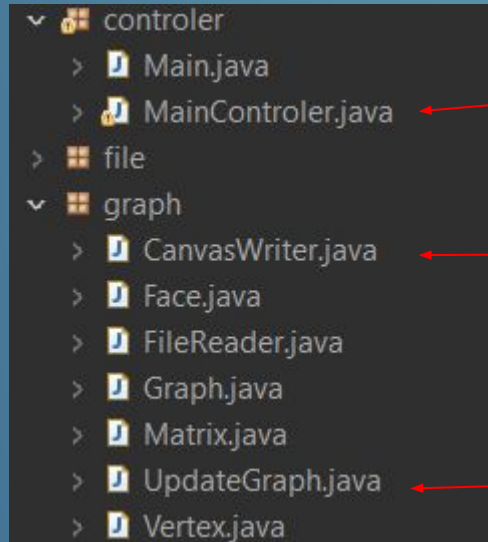 controler
Main.java
MainControler.java
file
graph
CanvasWriter.java
Face.java
FileReader.java
Graph.java
Matrix.java
UpdateGraph.java
Vertex.java